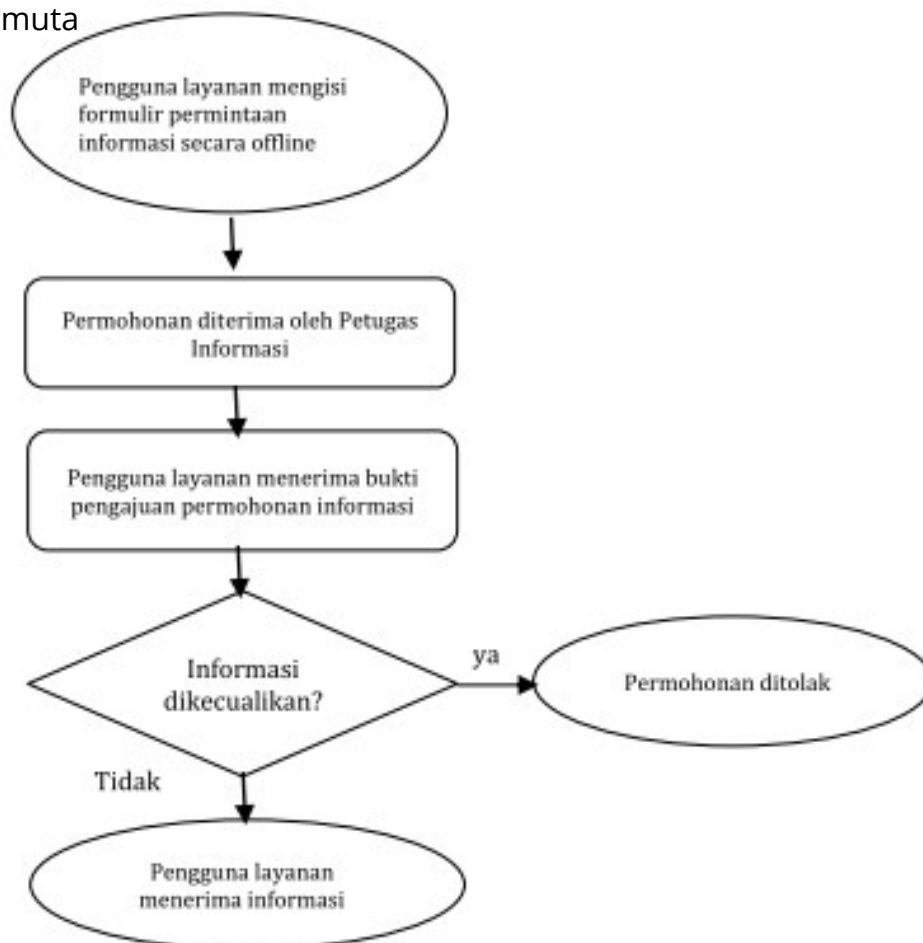 muta
Pengguna layanan mengisi
formulir permintaan
informasi secara offline
Permohonan diterima oleh Petugas
Informasi
Pengguna layanan menerima bukti
pengajuan permohonan informasi
Informasi
dikecualikan?
ya
Permohonan ditolak
Tidak
Pengguna layanan
menerima informasi